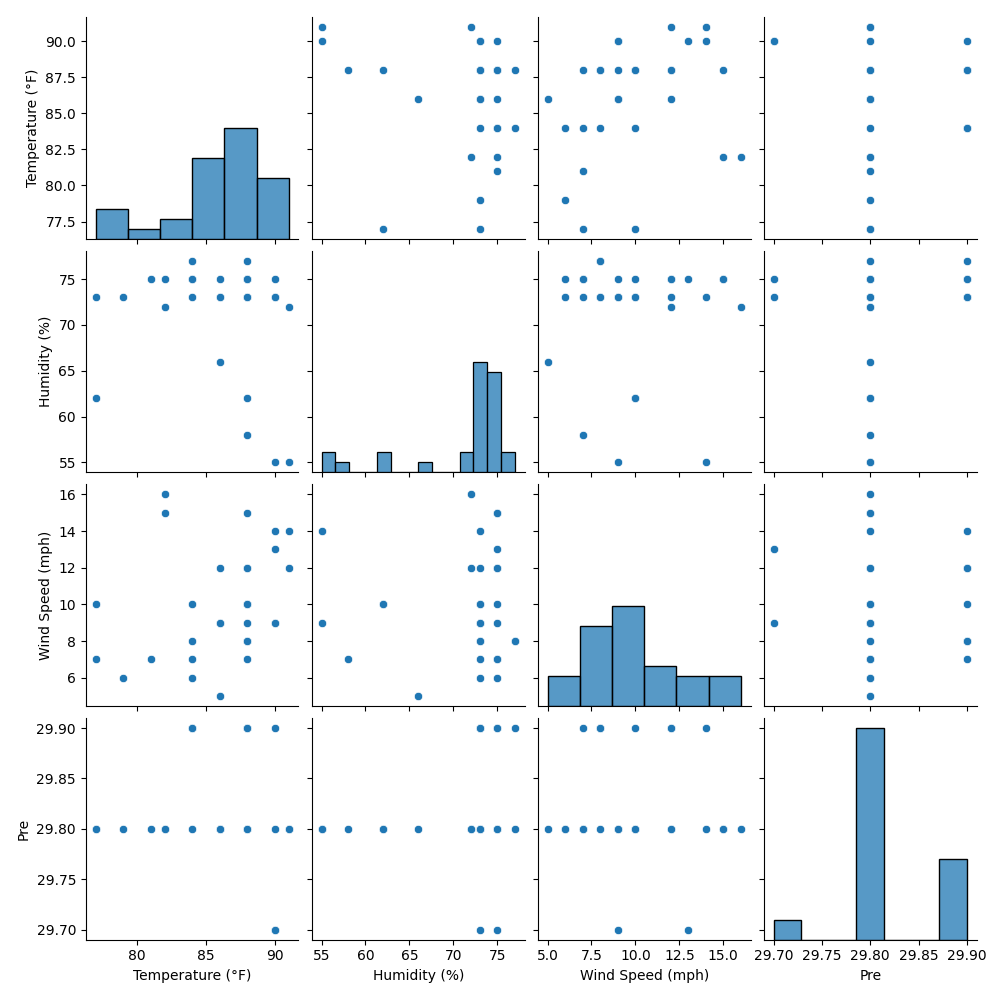 Temperature (°F)
90.0
87.5
85.0
82.5
80.0
77.5
Humidity (%)
75
70
65
60
55
Wind Speed (mph)
16
14
12
10
8
6
Pre
29.90
29.85
29.80
29.75
29.70
80 85 90
Temperature (°F)
55 60 65 70 75
Humidity (%)
5.0 7.5 10.0 12.5 15.0
Wind Speed (mph)
29.70 29.75 29.80 29.85 29.90
Pre